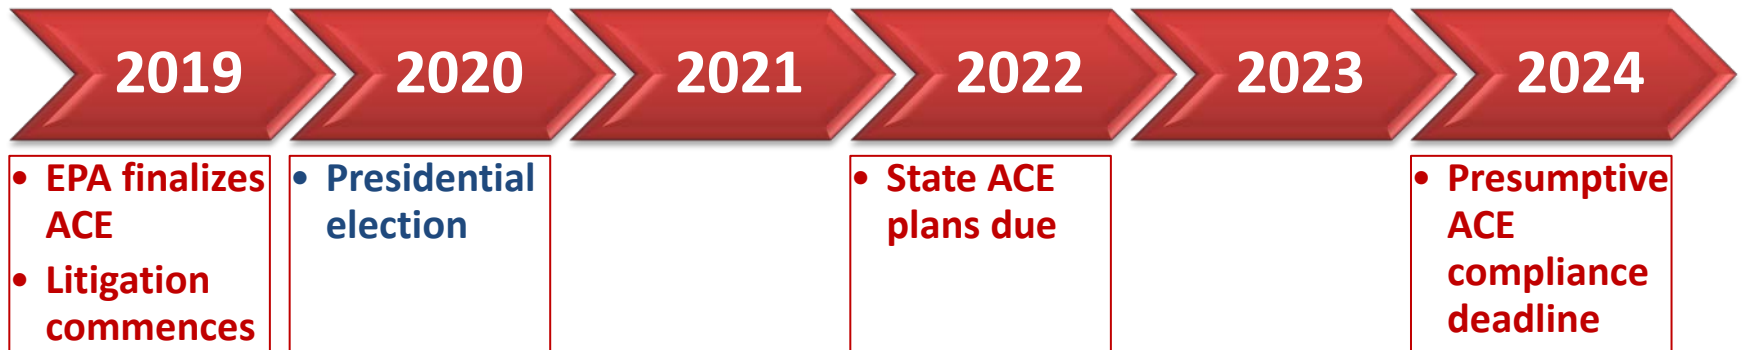 2019
2020
2021
2022
2023
2024
• EPA finalizes
ACE
• Litigation
commences
• Presidential
election
• State ACE
plans due
• Presumptive
ACE
compliance
deadline